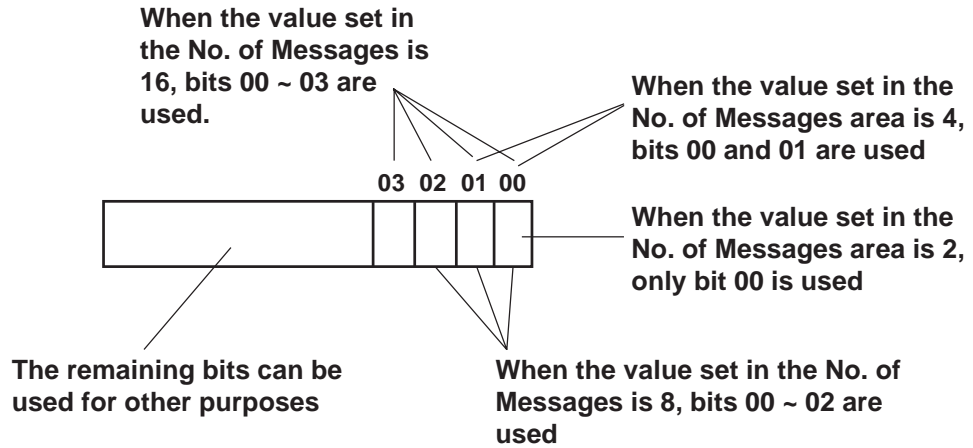 When the value set in
the No. of Messages is
16, bits 00 ~ 03 are
used.
When the value set in the
No. of Messages area is 4,
bits 00 and 01 are used
03 02 01 00
When the value set in the
No. of Messages area is 2,
only bit 00 is used
The remaining bits can be
used for other purposes
When the value set in the No. of
Messages is 8, bits 00 ~ 02 are
used